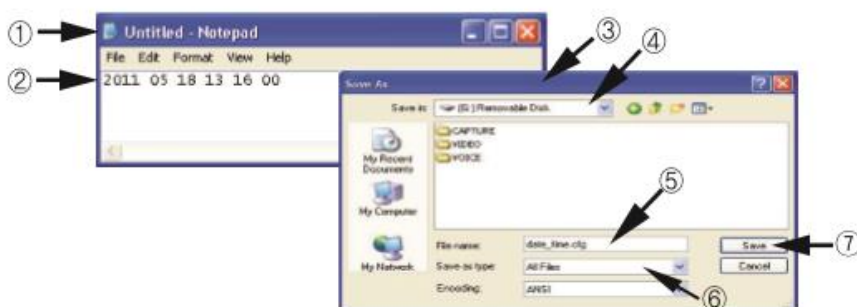 ① Untitled - Notepad
File Edit Format View Help
② 2011 05 18 13 16 00
③
④
Save As
Save in: (G:) Removable Disk
CAPTURE
VIDEO
VOICE
My Recent Documents
My Computer
My Network
⑤
File name: date_time.cfg
Save ⑦
Save as type: All Files
Cancel
⑥
Encoding: ANSI